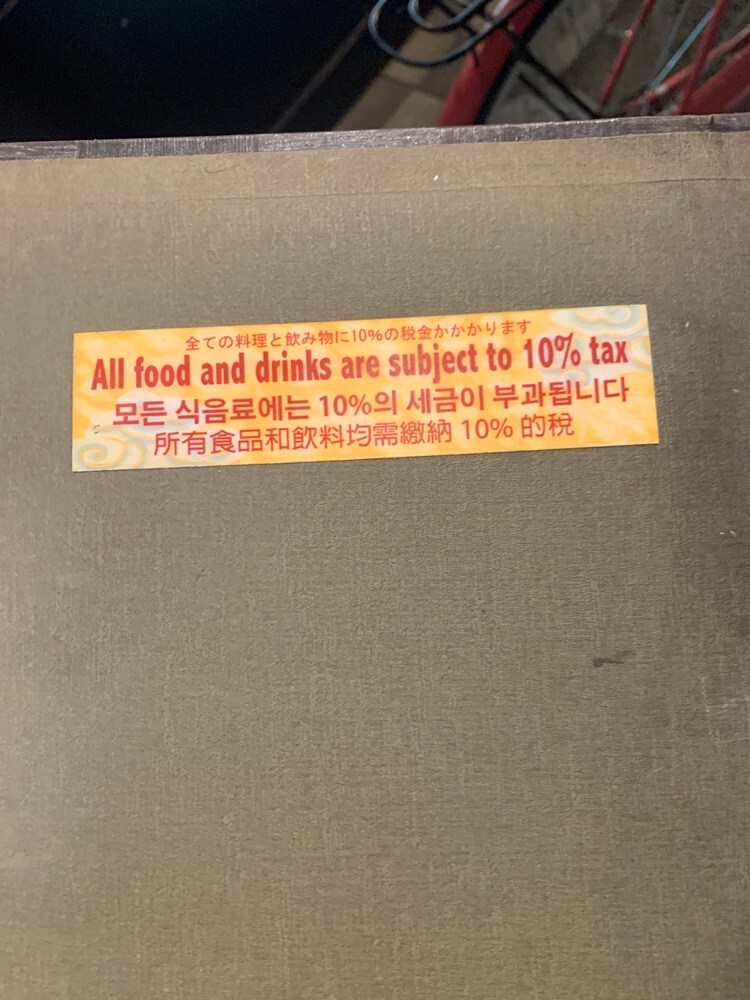 全ての料理と飲み物に10%の税金かかかります
All food and drinks are subject to 10% tax
모든 식음료에는 10%의 세금이 부과됩니다
所有食品和飲料均需繳納 10% 的稅